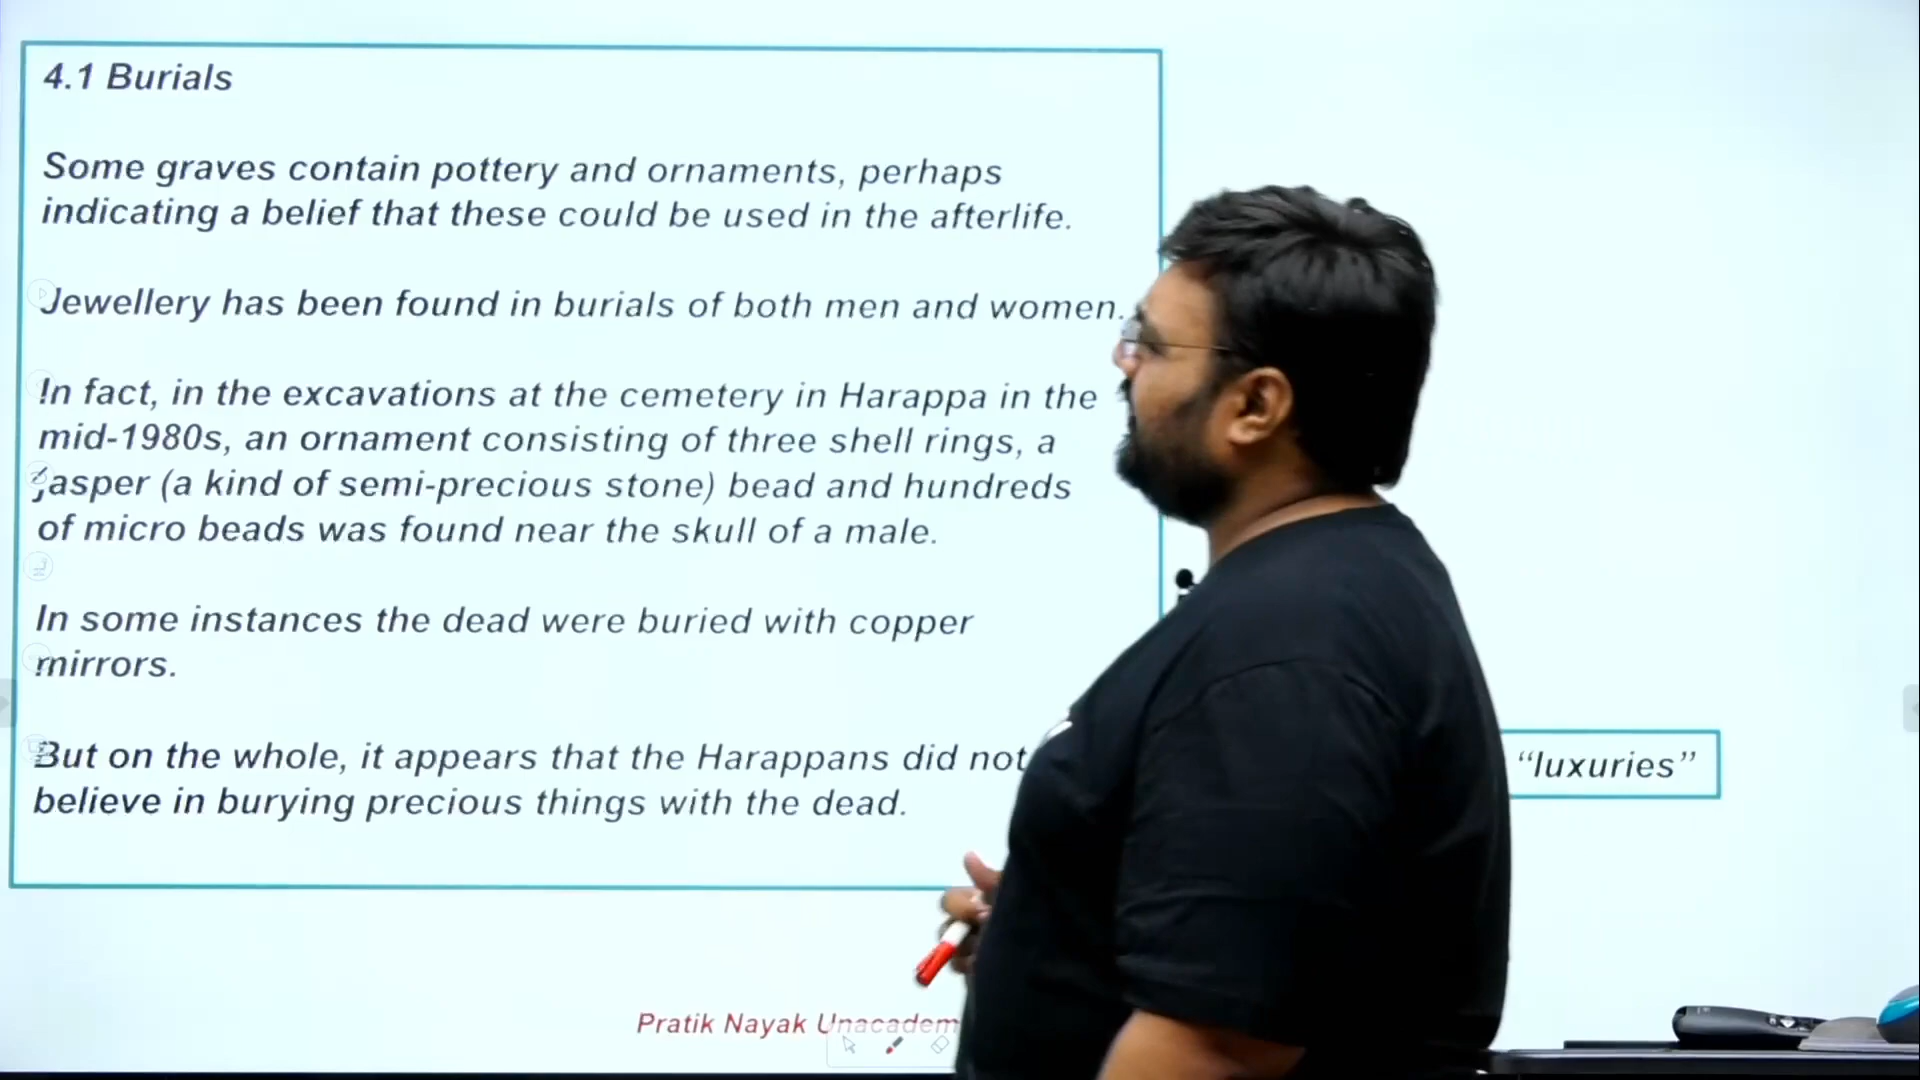 4.1 Burials
Some graves contain pottery and ornaments, perhaps
indicating a belief that these could be used in the afterlife.
Jewellery has been found in burials of both men and women.
In fact, in the excavations at the cemetery in Harappa in the
mid-1980s, an ornament consisting of three shell rings, a
jasper (a kind of semi-precious stone) bead and hundreds
of micro beads was found near the skull of a male.
In some instances the dead were buried with copper
mirrors.
But on the whole, it appears that the Harappans did not
believe in burying precious things with the dead.
“luxuries”
Pratik Nayak Unacadem